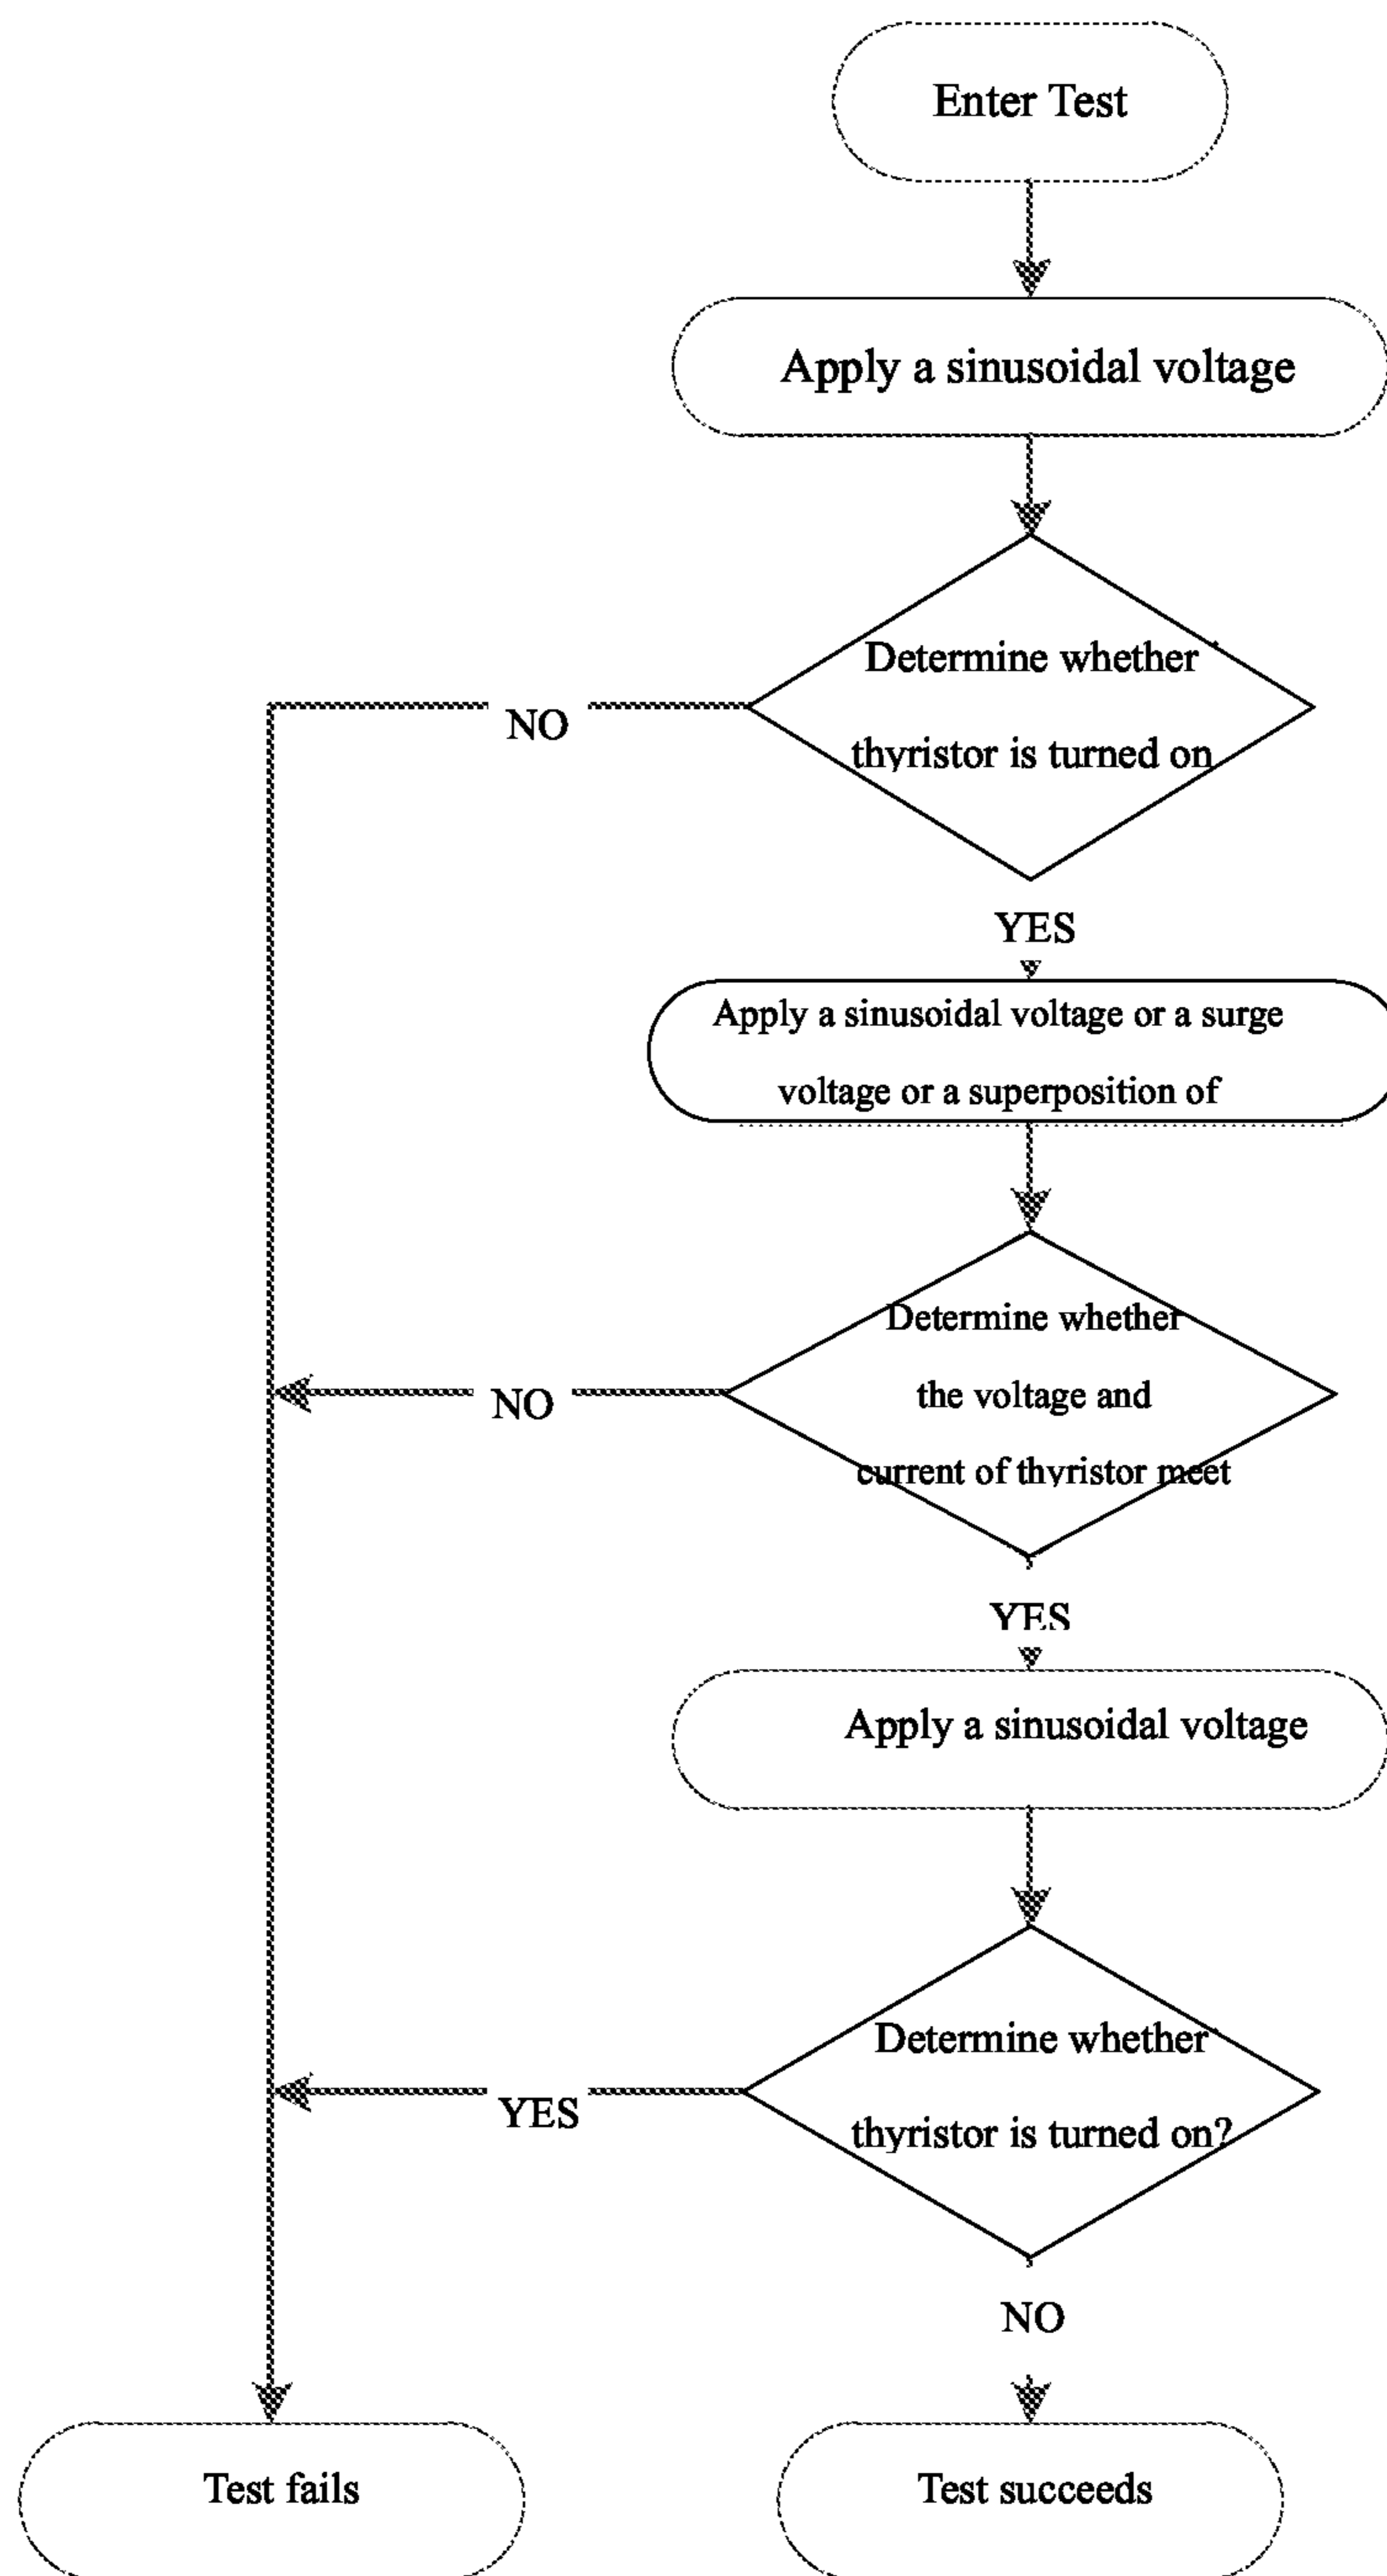 Enter Test
Apply a sinusoidal voltage
Determine whether
thyristor is turned on
NO
YES
Apply a sinusoidal voltage or a surge
voltage or a superposition of
Determine whether
the voltage and
current of thyristor meet
NO
YES
Apply a sinusoidal voltage
Determine whether
thyristor is turned on?
YES
NO
Test fails
Test succeeds